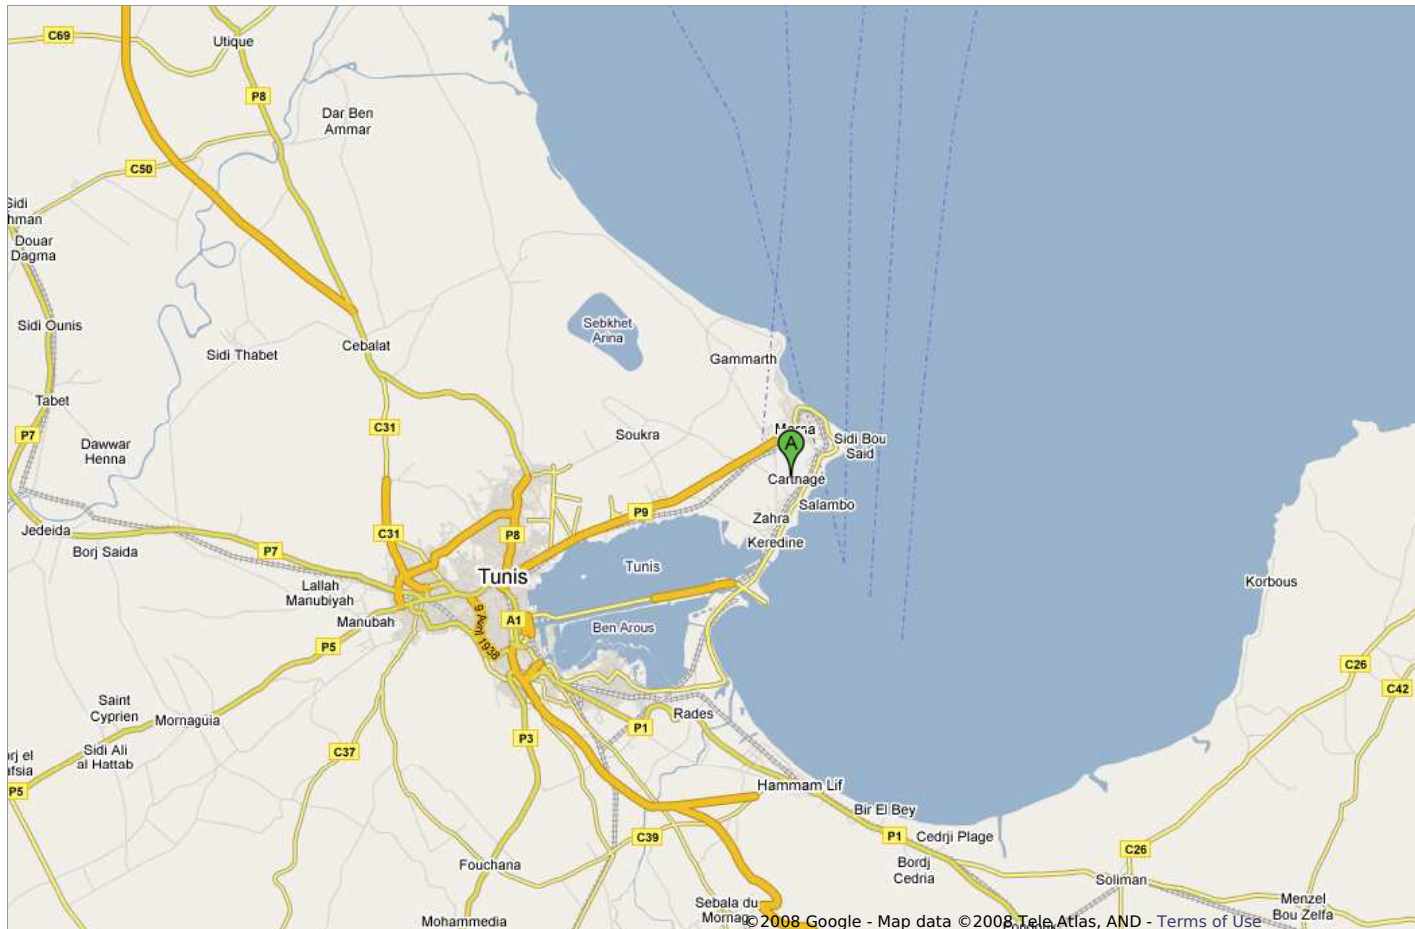 C69
Utique
P8
Dar Ben
Ammar
C50
Sidi
hman
Douar
Dagma
Sidi Ounis
Sidi Thabet
Cebalat
Sebkhet
Arina
Gammarth
Tabet
C31
P7
Dawwar
Henna
Soukra
Marsa
A
Sidi Bou
Said
Carthage
Salambo
Zahra
Keredine
P9
Jedeida
Borj Saida
P7
C31
P8
Tunis
Tunis
Lallah
Manubiyah
Manubah
A1
9 Avril 1938
Ben Arous
Korbous
P5
C26
C42
Saint
Cyprien
Mornaguia
Rades
P1
P3
C37
Sidi Ali
al Hattab
orj el
afsia
P5
Hammam Lif
Bir El Bey
P1
Cedrji Plage
C39
C26
Fouchana
Bordj
Cedria
Soliman
Menzel
Bou Zelfa
Sebala du
Mornag
Mohammedia
©2008 Google - Map data ©2008 Tele Atlas, AND - Terms of Use